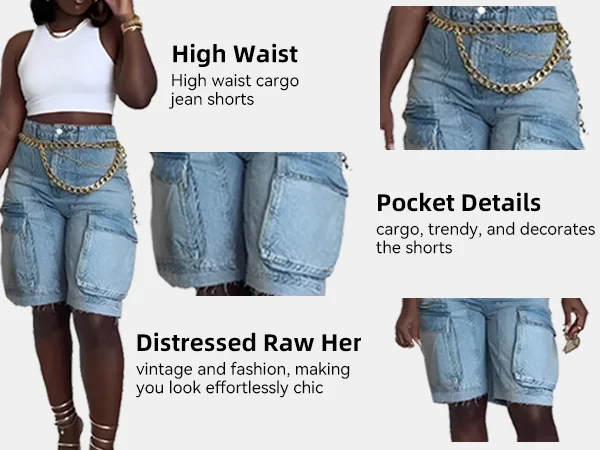 High Waist
High waist cargo
jean shorts
Pocket Details
cargo, trendy, and decorates
the shorts
Distressed Raw Her
vintage and fashion, making
you look effortlessly chic